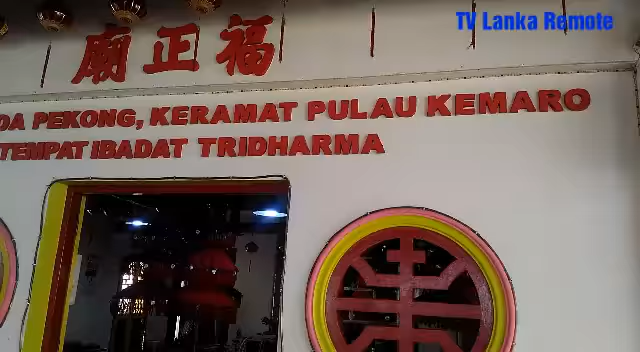 TV Lanka Remote
廟正福
DA PEKONG, KERAMAT PULAU KEMARO
TEMPAT IBADAT TRIDHARMA